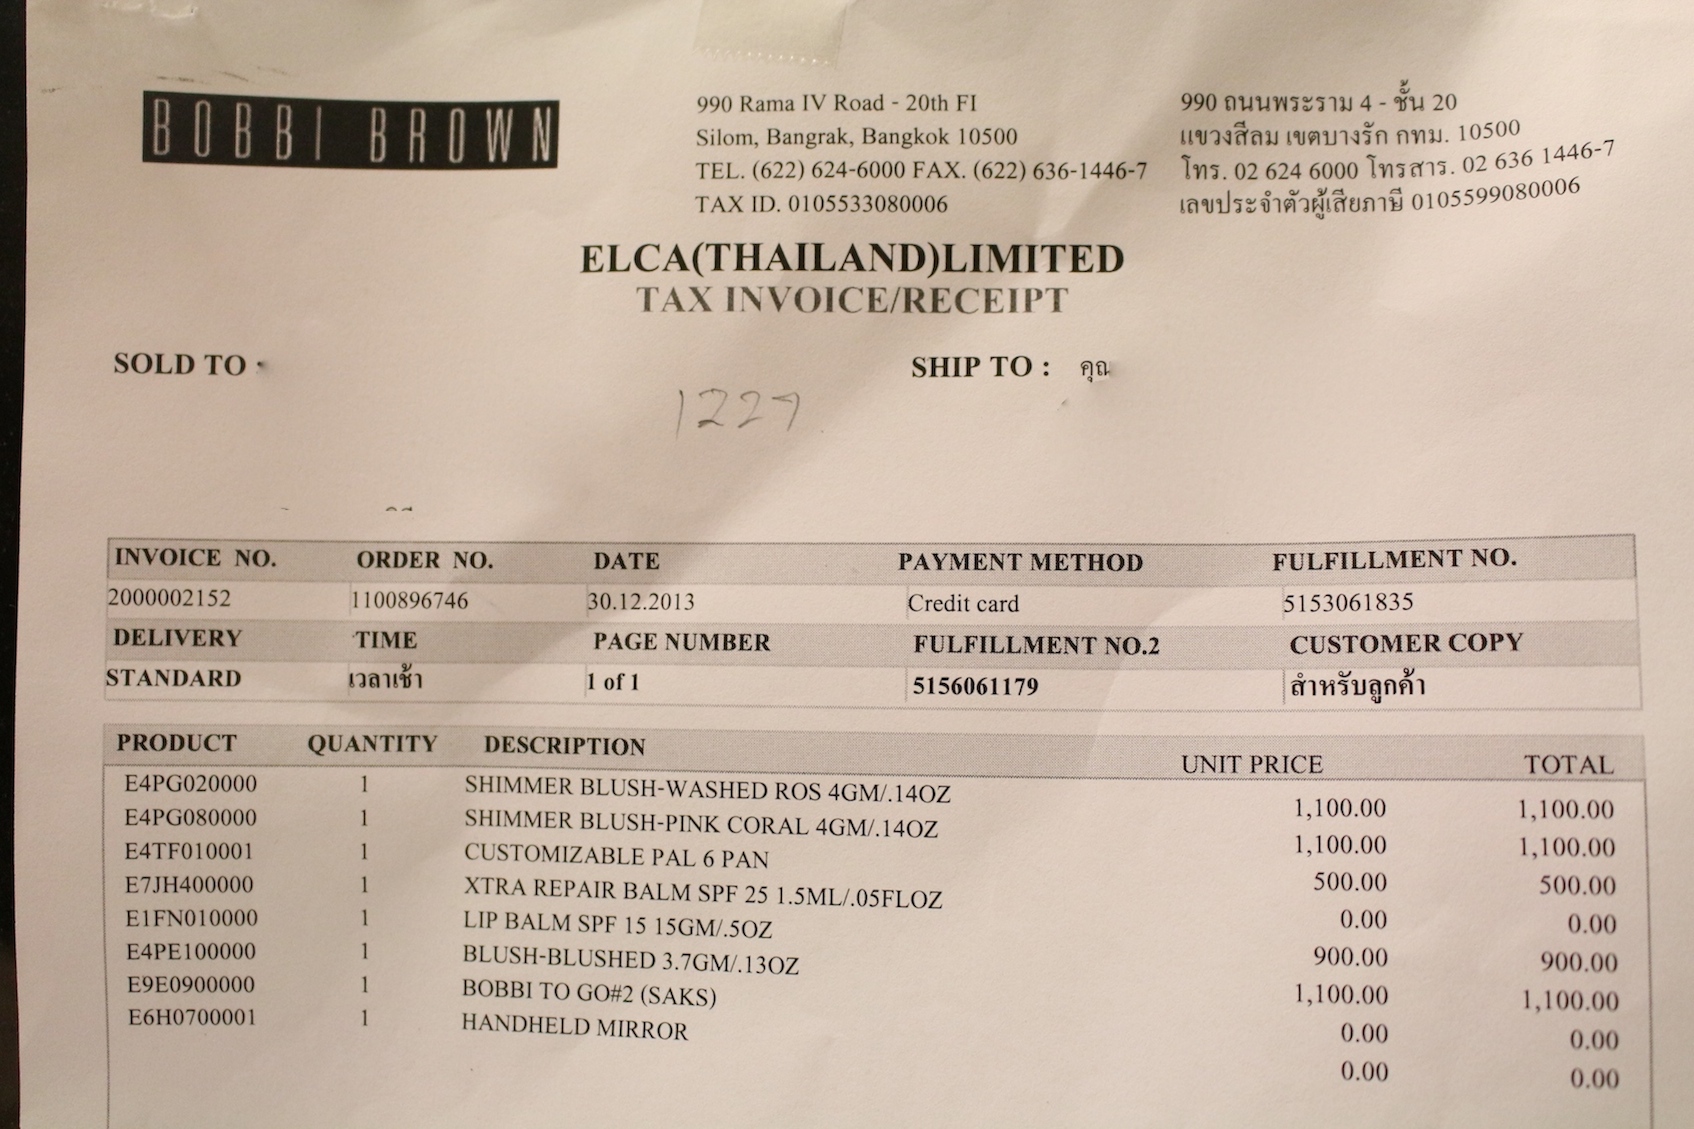 BOBBI BROWN
990 Rama IV Road - 20th FI
Silom, Bangrak, Bangkok 10500
TEL. (622) 624-6000 FAX. (622) 636-1446-7
TAX ID. 0105533080006
990 ถนนพระราม 4 - ชั้น 20
แขวงสีลม เขตบางรัก กทม. 10500
โทร. 02 624 6000 โทรสาร. 02 636 1446-7
เลขประจำตัวผู้เสียภาษี 0105599080006
ELCA(THAILAND)LIMITED
TAX INVOICE/RECEIPT
SOLD TO
SHIP TO : คุณ
1227
INVOICE NO. ORDER NO. DATE PAYMENT METHOD FULFILLMENT NO.
2000002152 1100896746 30.12.2013 Credit card 5153061835
DELIVERY TIME PAGE NUMBER FULFILLMENT NO.2 CUSTOMER COPY
STANDARD เวลาเช้า 1 of 1 5156061179 สำหรับลูกค้า
PRODUCT QUANTITY DESCRIPTION UNIT PRICE TOTAL
E4PG020000 1 SHIMMER BLUSH-WASHED ROS 4GM/.14OZ 1,100.00 1,100.00
E4PG080000 1 SHIMMER BLUSH-PINK CORAL 4GM/.14OZ 1,100.00 1,100.00
E4TF010001 1 CUSTOMIZABLE PAL 6 PAN 500.00 500.00
E7JH400000 1 XTRA REPAIR BALM SPF 25 1.5ML/.05FLOZ 0.00 0.00
E1FN010000 1 LIP BALM SPF 15 15GM/.5OZ 900.00 900.00
E4PE100000 1 BLUSH-BLUSHED 3.7GM/.13OZ 1,100.00 1,100.00
E9E0900000 1 BOBBI TO GO#2 (SAKS) 0.00 0.00
E6H0700001 1 HANDHELD MIRROR 0.00 0.00